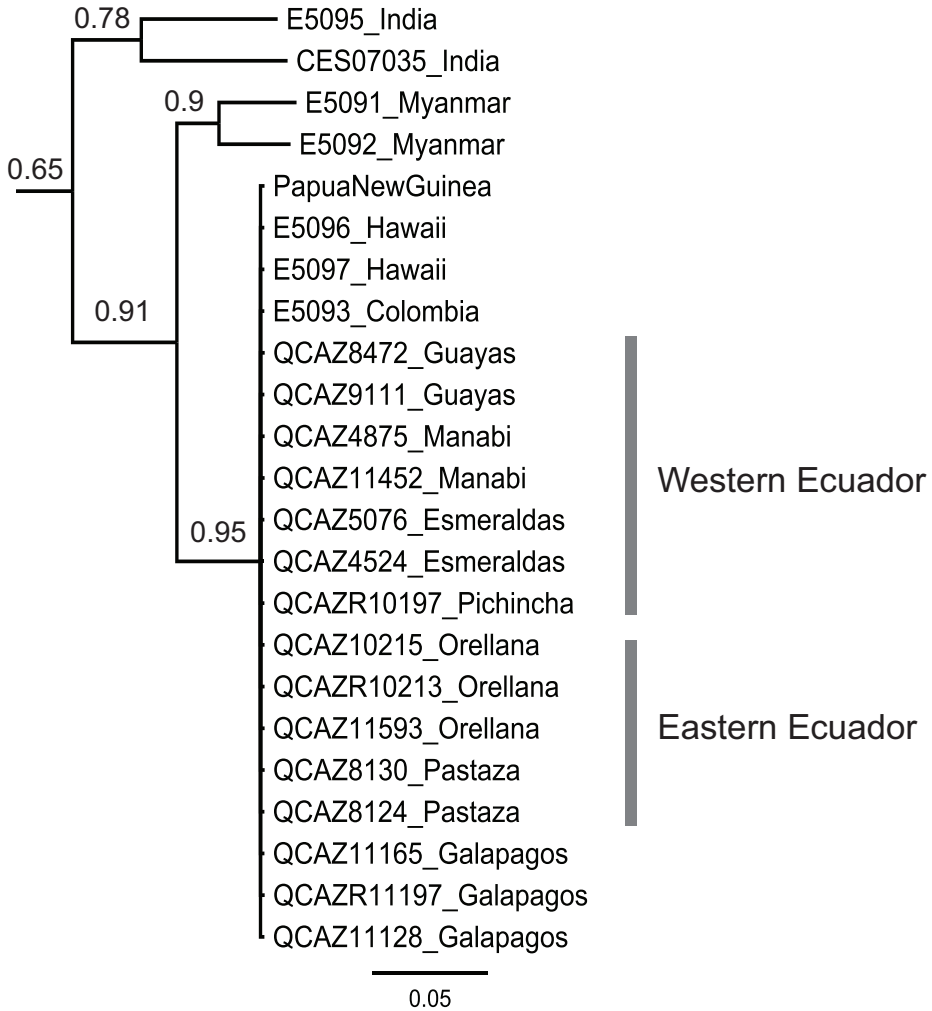 0.78
E5095_India
CES07035_India
0.9
E5091_Myanmar
E5092_Myanmar
0.65
PapuaNewGuinea
E5096_Hawaii
E5097_Hawaii
0.91
E5093_Colombia
QCAZ8472_Guayas
QCAZ9111_Guayas
QCAZ4875_Manabi
QCAZ11452_Manabi
Western Ecuador
QCAZ5076_Esmeraldas
0.95
QCAZ4524_Esmeraldas
QCAZR10197_Pichincha
QCAZ10215_Orellana
QCAZR10213_Orellana
QCAZ11593_Orellana
Eastern Ecuador
QCAZ8130_Pastaza
QCAZ8124_Pastaza
QCAZ11165_Galapagos
QCAZR11197_Galapagos
QCAZ11128_Galapagos
0.05